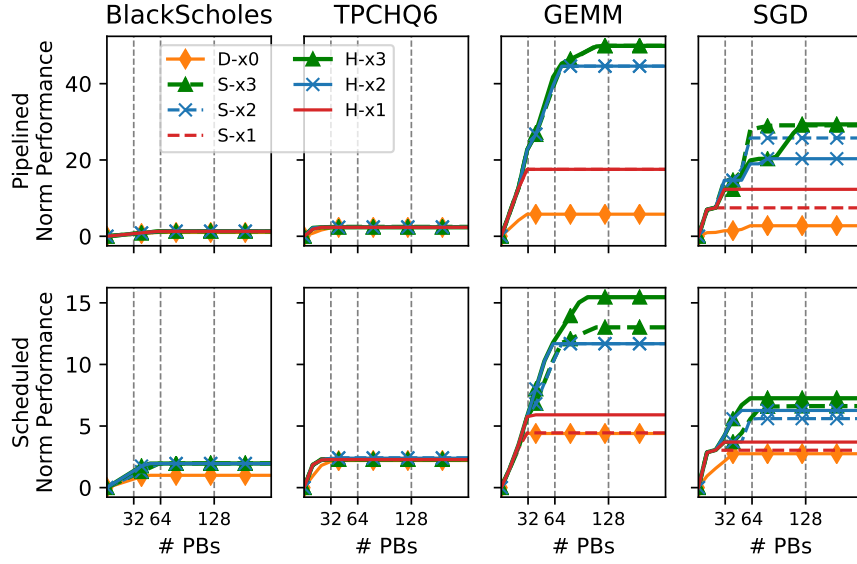 BlackScholes TPCHQ6 GEMM SGD
Pipelined
Norm Performance
40
20
0
D-x0 H-x3
S-x3 H-x2
S-x2 H-x1
S-x1
Scheduled
Norm Performance
15
10
5
0
32 64 128 32 64 128 32 64 128 32 64 128
# PBs # PBs # PBs # PBs